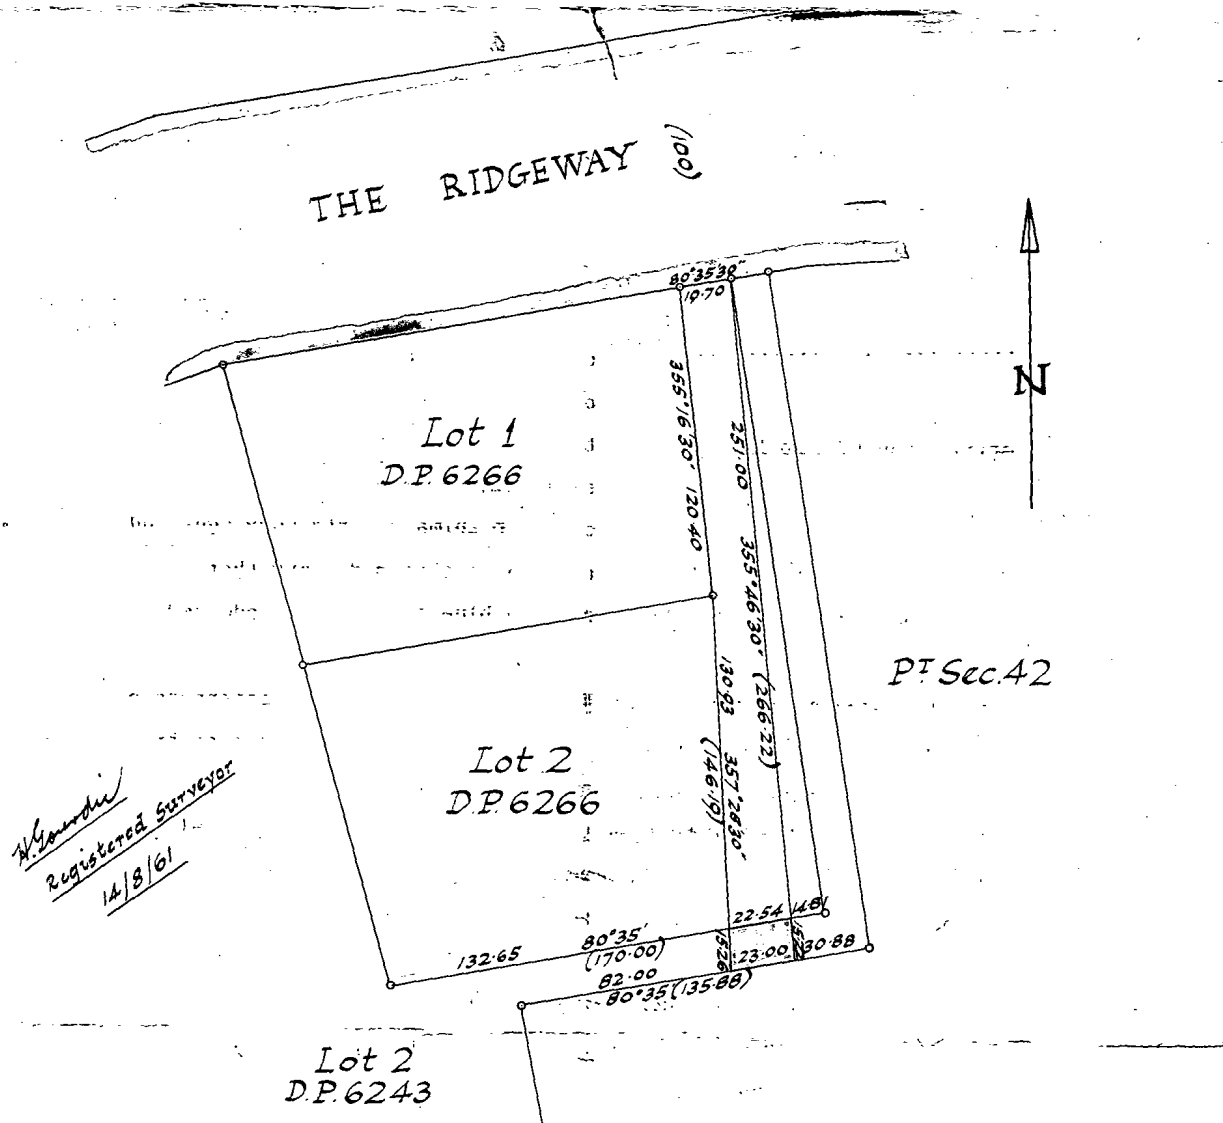 THE RIDGEWAY (100)
80°35'30"
19.70
N
Lot 1
D.P. 6266
355°16'30" 120.40
251.00 355°46'30" (266.22)
Pᵀ Sec. 42
130.93 357°28'30"
(146.19)
Lot 2
D.P. 6266
Registered Surveyor
14/8/61
22.54 14.81
132.65 80°35'
(170.00)
15.26 23.00 15.22 30.88
82.00
80°35' (135.88)
Lot 2
D.P. 6243